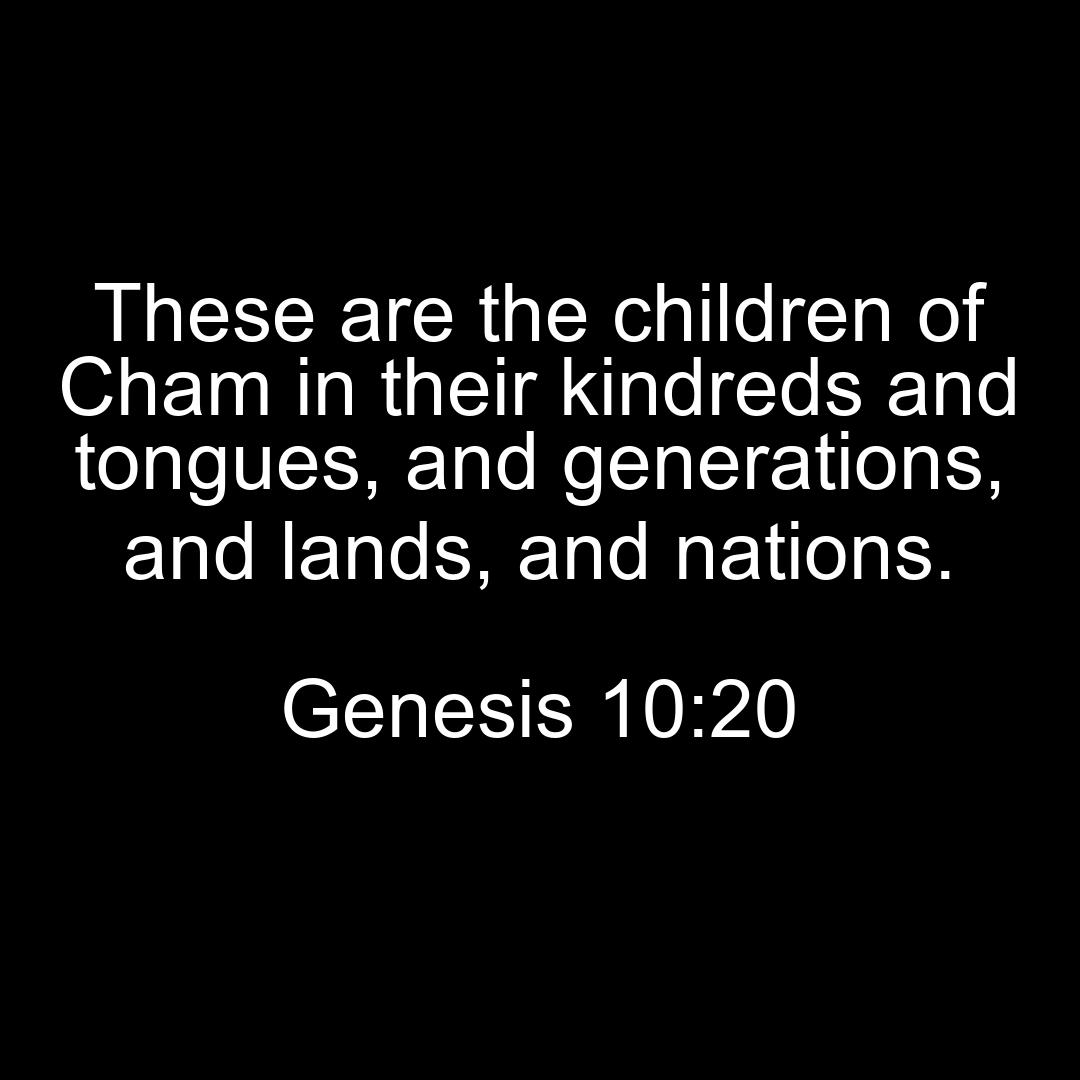 These are the children of
Cham in their kindreds and
tongues, and generations,
and lands, and nations.
Genesis 10:20